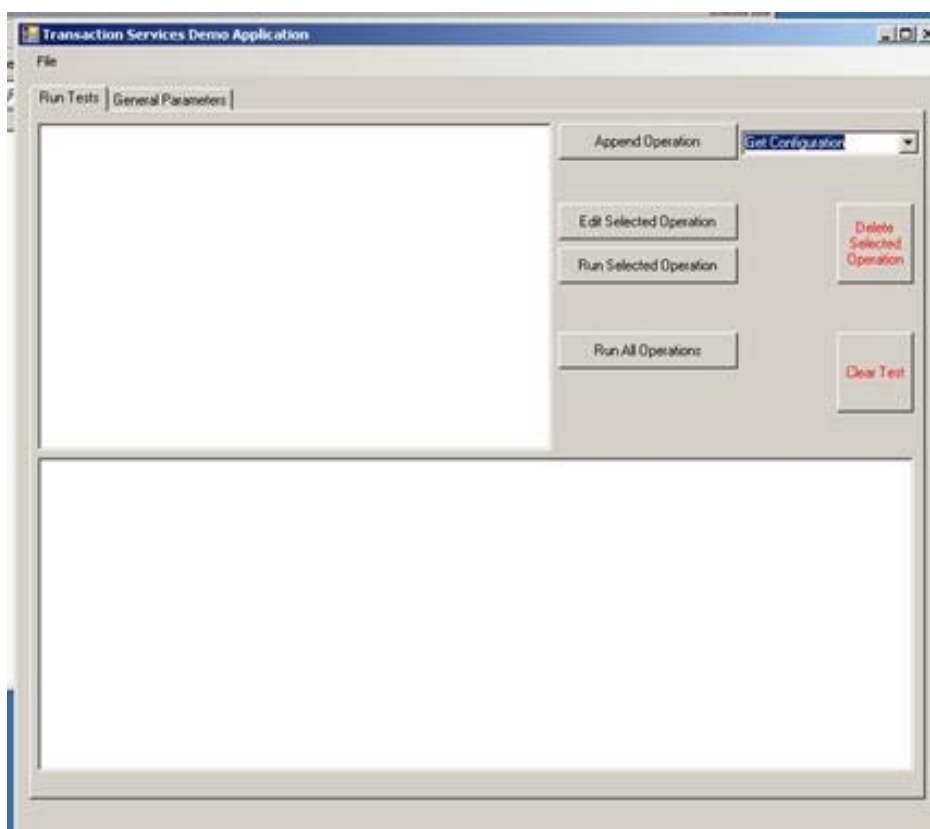 Transaction Services Demo Application
File
Run Tests
General Parameters
Append Operation
Get Configuration
Edit Selected Operation
Delete
Selected
Operation
Run Selected Operation
Run All Operations
Clear Test